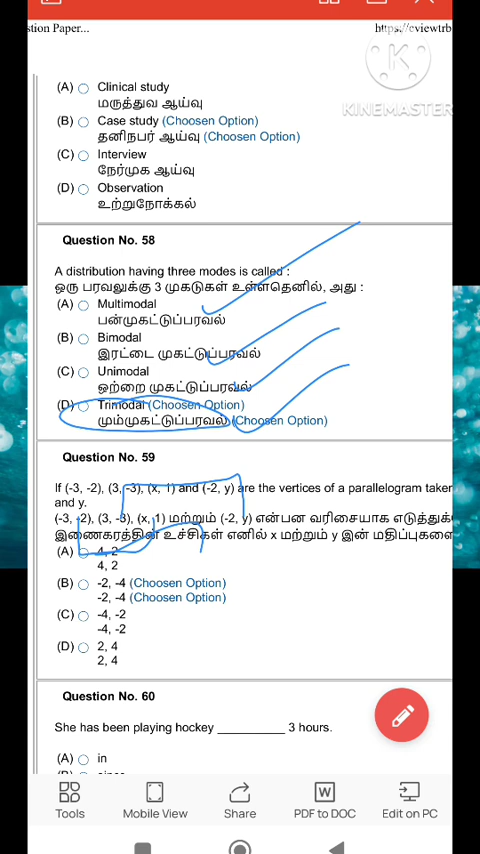 stion Paper...
https://cviewtrb
K
KINEMASTER
(A) Clinical study
மருத்துவ ஆய்வு
(B) Case study (Choosen Option)
தனிநபர் ஆய்வு (Choosen Option)
(C) Interview
நேர்முக ஆய்வு
(D) Observation
உற்றுநோக்கல்
Question No. 58
A distribution having three modes is called :
ஒரு பரவலுக்கு 3 முகடுகள் உள்ளதெனில், அது :
(A) Multimodal
பன்முகட்டுப்பரவல்
(B) Bimodal
இரட்டை முகட்டுப்பரவல்
(C) Unimodal
ஒற்றை முகட்டுப்பரவல்
(D) Trimodal (Choosen Option)
மும்முகட்டுப்பரவல் (Choosen Option)
Question No. 59
If (-3, -2), (3, -3), (x, 1) and (-2, y) are the vertices of a parallelogram taken
and y.
(-3, -2), (3, -3), (x, 1) மற்றும் (-2, y) என்பன வரிசையாக எடுத்துக்
இணைகரத்தின் உச்சிகள் எனில் x மற்றும் y இன் மதிப்புகளை
(A) 4, 2
4, 2
(B) -2, -4 (Choosen Option)
-2, -4 (Choosen Option)
(C) -4, -2
-4, -2
(D) 2, 4
2, 4
Question No. 60
She has been playing hockey __________ 3 hours.
(A) in
Tools
Mobile View
Share
W
PDF to DOC
Edit on PC